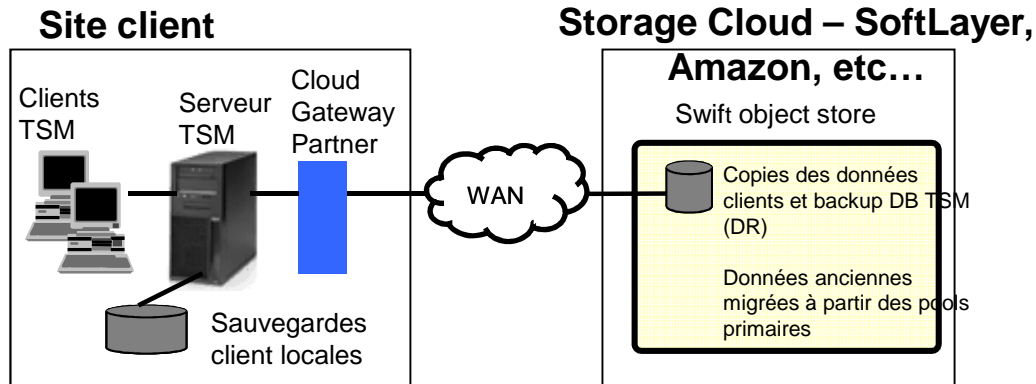 Site client
Storage Cloud – SoftLayer,
Amazon, etc…
Clients
TSM
Serveur
TSM
Cloud
Gateway
Partner
Sauvegardes
client locales
WAN
Swift object store
Copies des données
clients et backup DB TSM
(DR)
Données anciennes
migrées à partir des pools
primaires